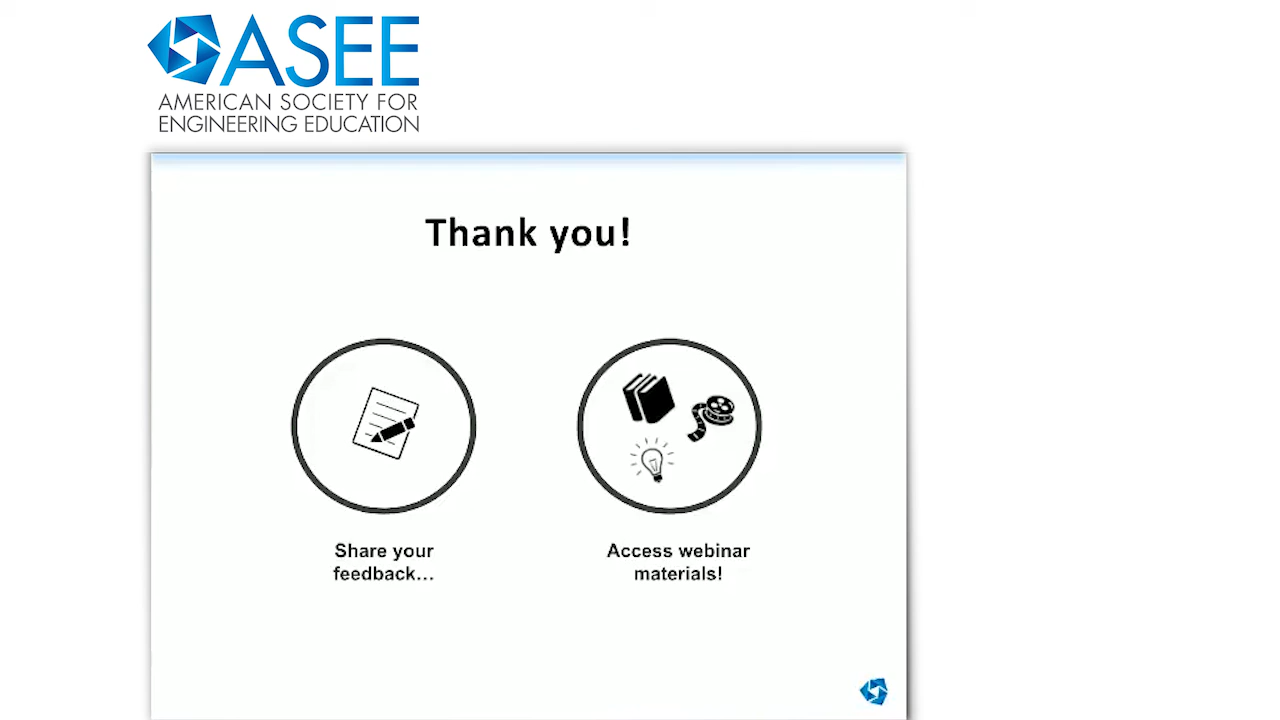 ASEE
AMERICAN SOCIETY FOR
ENGINEERING EDUCATION
Thank you!
Share your
feedback...
Access webinar
materials!